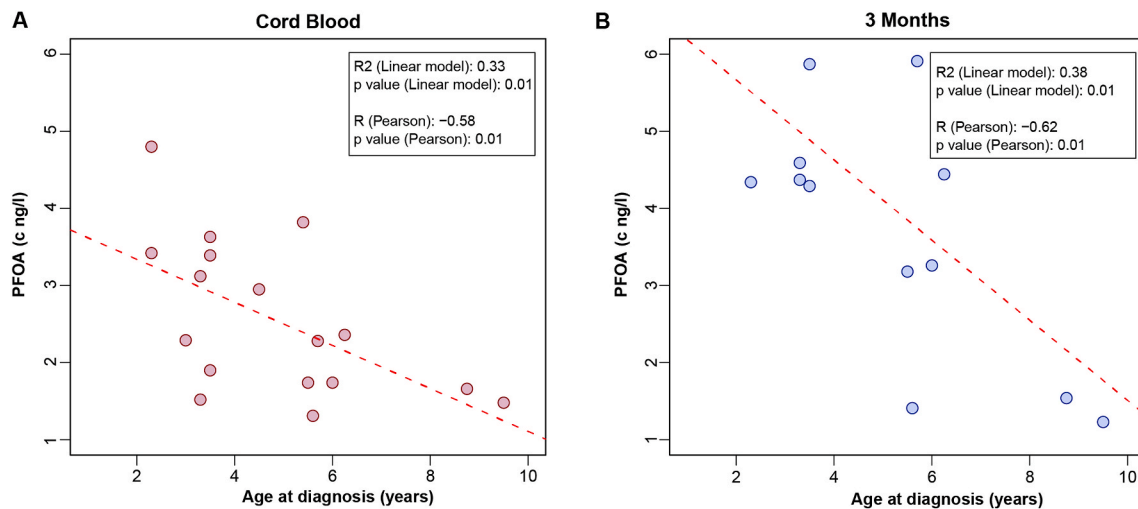 A
Cord Blood
R2 (Linear model): 0.33
p value (Linear model): 0.01
R (Pearson): −0.58
p value (Pearson): 0.01
6
5
4
3
2
1
PFOA (c ng/l)
2 4 6 8 10
Age at diagnosis (years)
B
3 Months
R2 (Linear model): 0.38
p value (Linear model): 0.01
R (Pearson): −0.62
p value (Pearson): 0.01
6
5
4
3
2
1
PFOA (c ng/l)
2 4 6 8 10
Age at diagnosis (years)